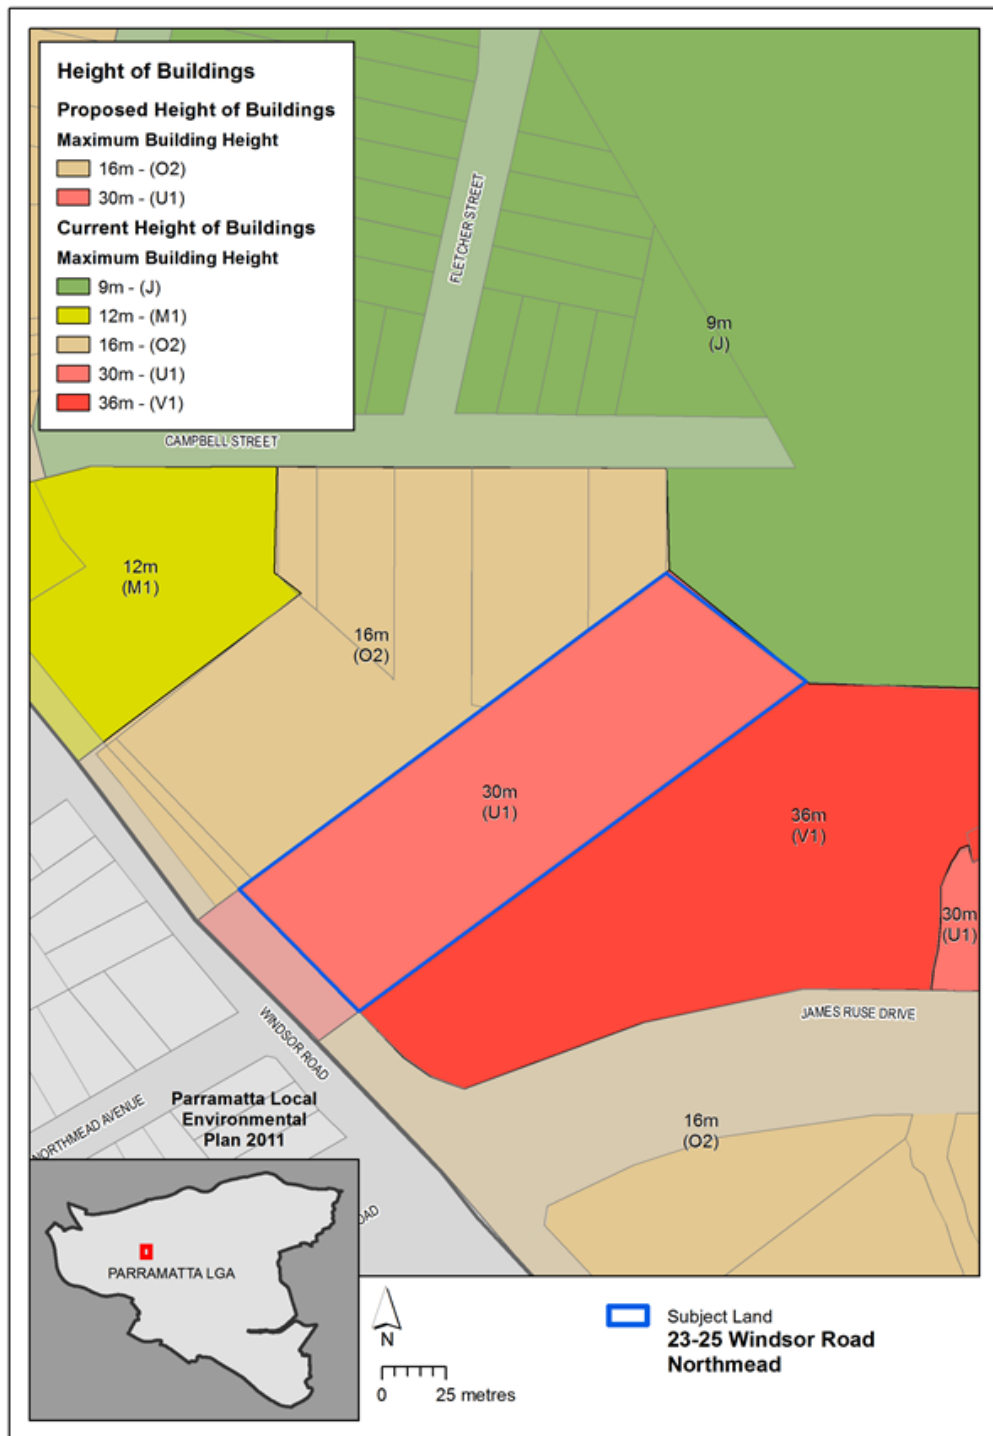 Height of Buildings
Proposed Height of Buildings
Maximum Building Height
16m - (O2)
30m - (U1)
Current Height of Buildings
Maximum Building Height
9m - (J)
12m - (M1)
16m - (O2)
30m - (U1)
36m - (V1)
FLETCHER STREET
9m
(J)
CAMPBELL STREET
12m
(M1)
16m
(O2)
30m
(U1)
36m
(V1)
30m
(U1)
JAMES RUSE DRIVE
WINDSOR ROAD
NORTHMEAD AVENUE
Parramatta Local
Environmental
Plan 2011
16m
(O2)
OAD
PARRAMATTA LGA
N
0 25 metres
Subject Land
23-25 Windsor Road
Northmead